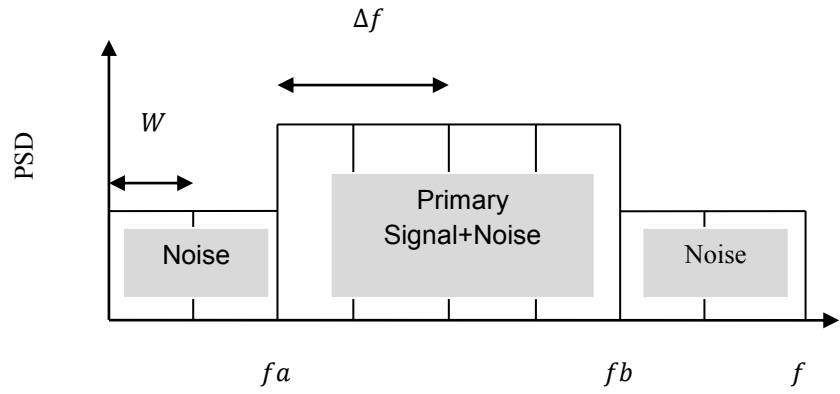 Δf
W
PSD
Primary
Signal+Noise
Noise
Noise
fa
fb
f